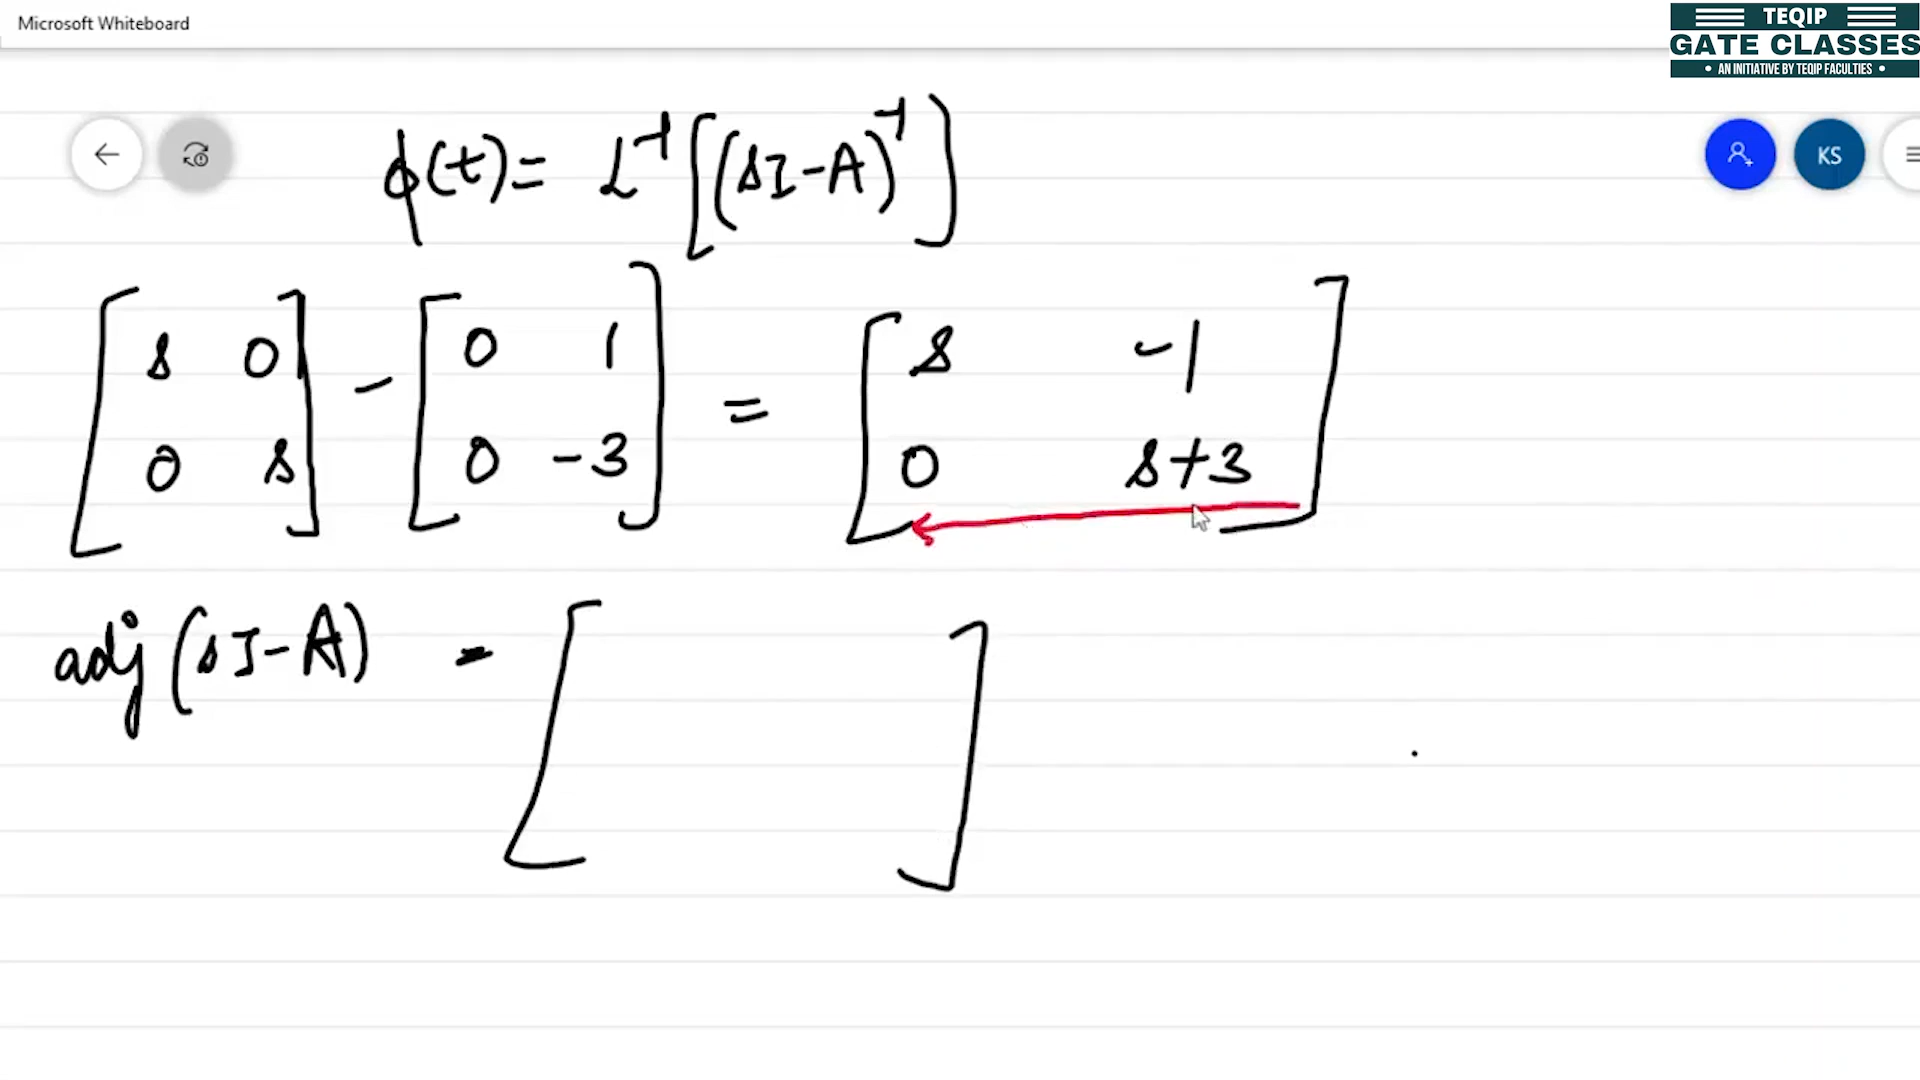 Microsoft Whiteboard
TEQIP
GATE CLASSES
• AN INITIATIVE BY TEQIP FACULTIES •
KS
ϕ(t) = L⁻¹[(sI-A)⁻¹]
[s 0; 0 s] - [0 1; 0 -3] = [s -1; 0 s+3]
adj(sI-A) = [ ]